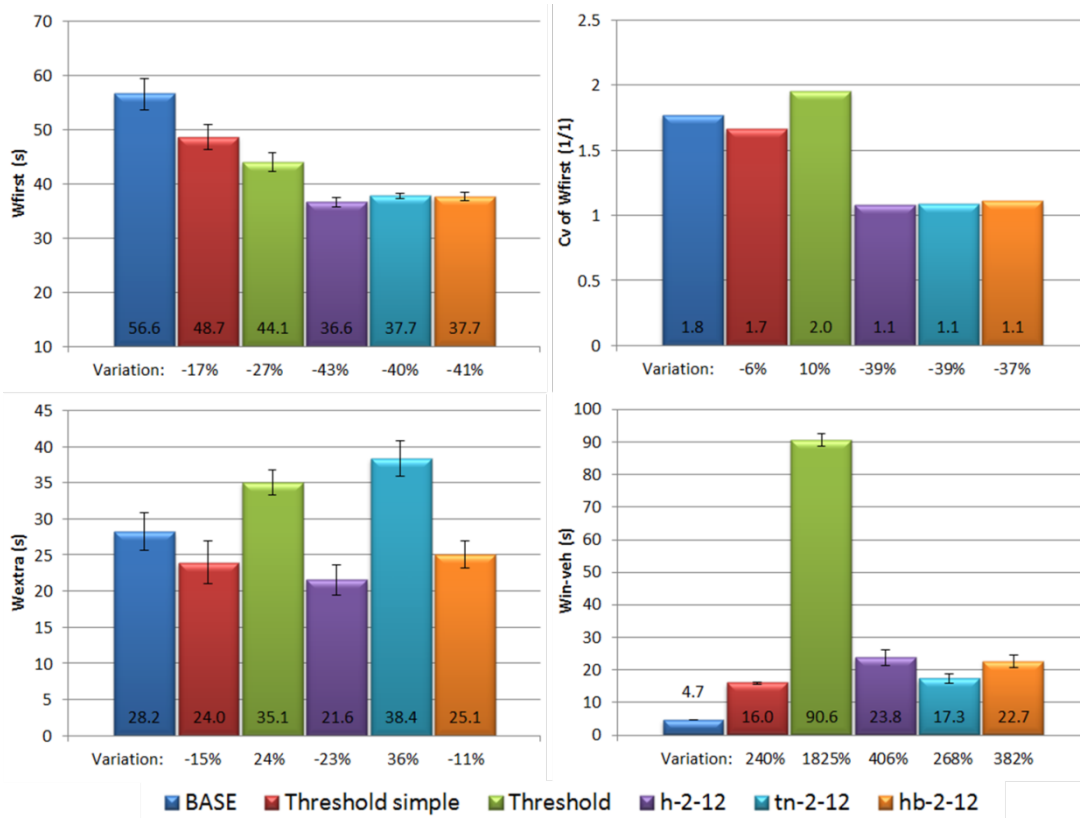 70
60
50
40
30
20
10
Wfirst (s)
56.6 48.7 44.1 36.6 37.7 37.7
Variation: -17% -27% -43% -40% -41%
2.5
2
1.5
1
0.5
0
Cv of Wfirst (1/1)
1.8 1.7 2.0 1.1 1.1 1.1
Variation: -6% 10% -39% -39% -37%
45
40
35
30
25
20
15
10
5
0
Wextra (s)
28.2 24.0 35.1 21.6 38.4 25.1
Variation: -15% 24% -23% 36% -11%
100
90
80
70
60
50
40
30
20
10
0
Win-veh (s)
4.7 16.0 90.6 23.8 17.3 22.7
Variation: 240% 1825% 406% 268% 382%
BASE Threshold simple Threshold h-2-12 tn-2-12 hb-2-12